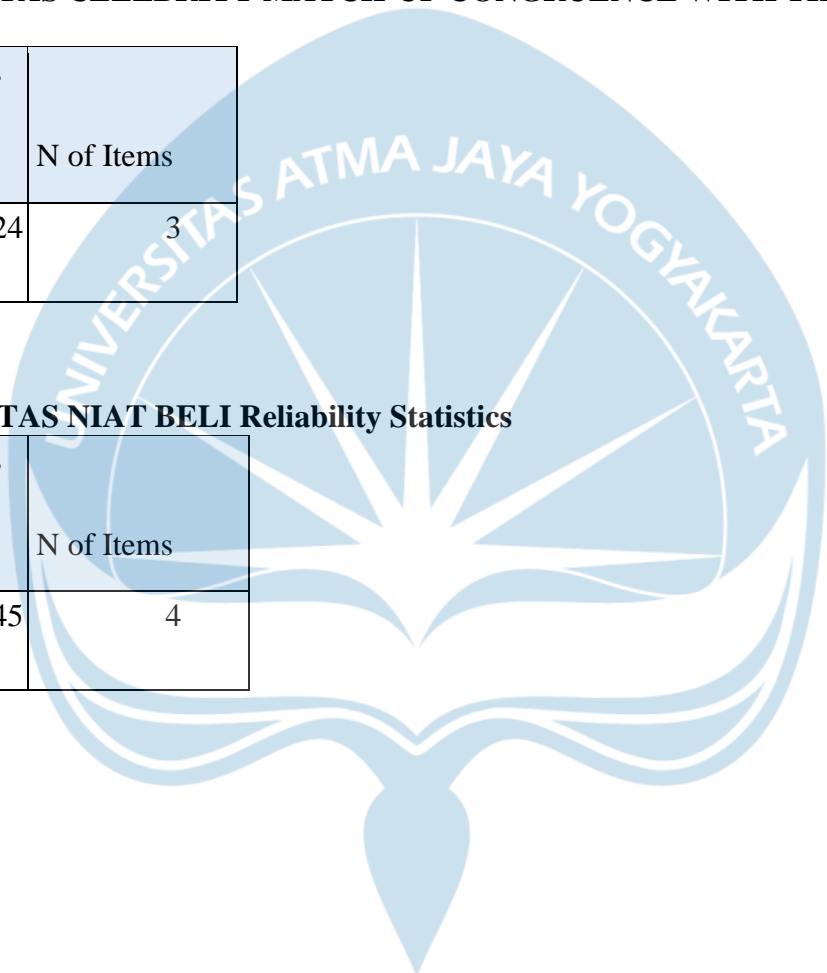 N of Items
24 3
TAS NIAT BELI Reliability Statistics
N of Items
45 4
UNIVERSITAS ATMA JAYA YOGYAKARTA